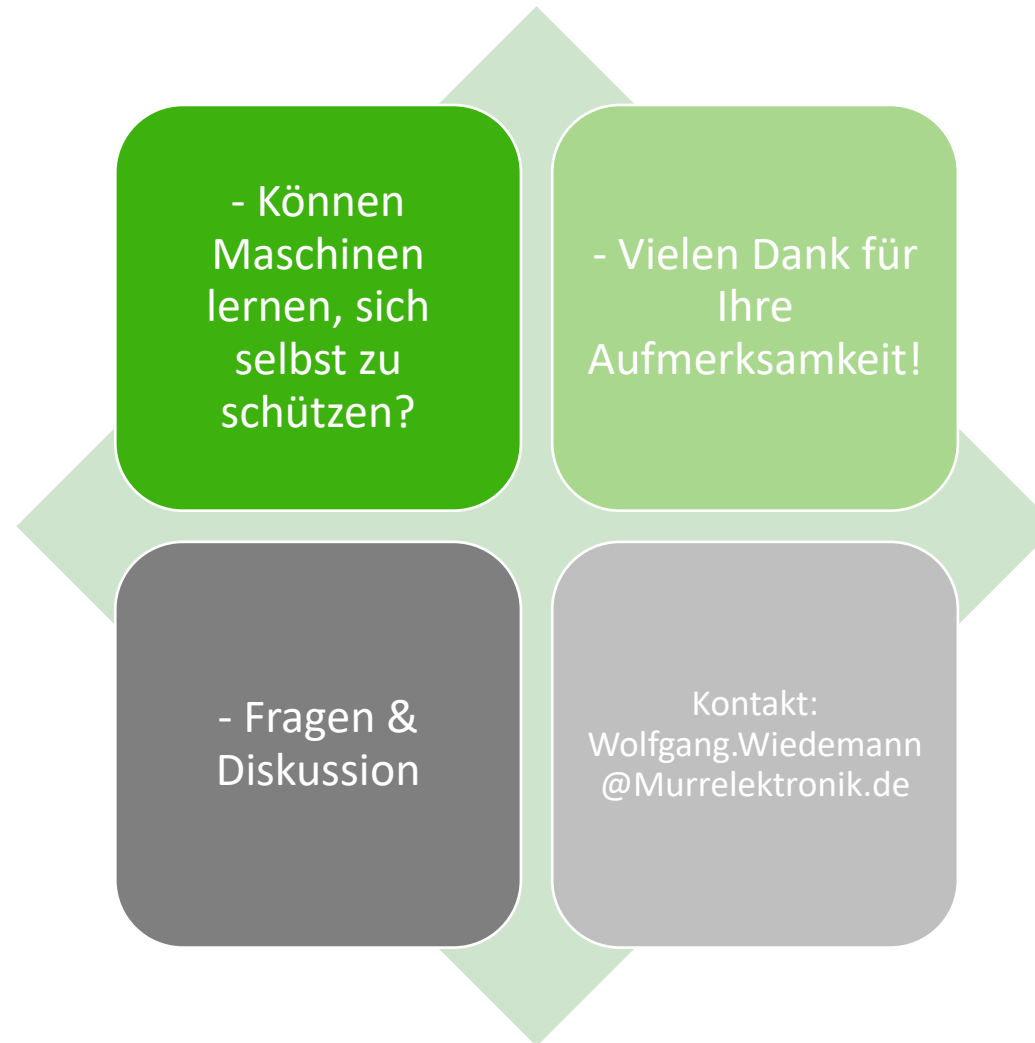 - Können
Maschinen
lernen, sich
selbst zu
schützen?
- Vielen Dank für
Ihre
Aufmerksamkeit!
- Fragen &
Diskussion
Kontakt:
Wolfgang.Wiedemann
@Murrelektronik.de